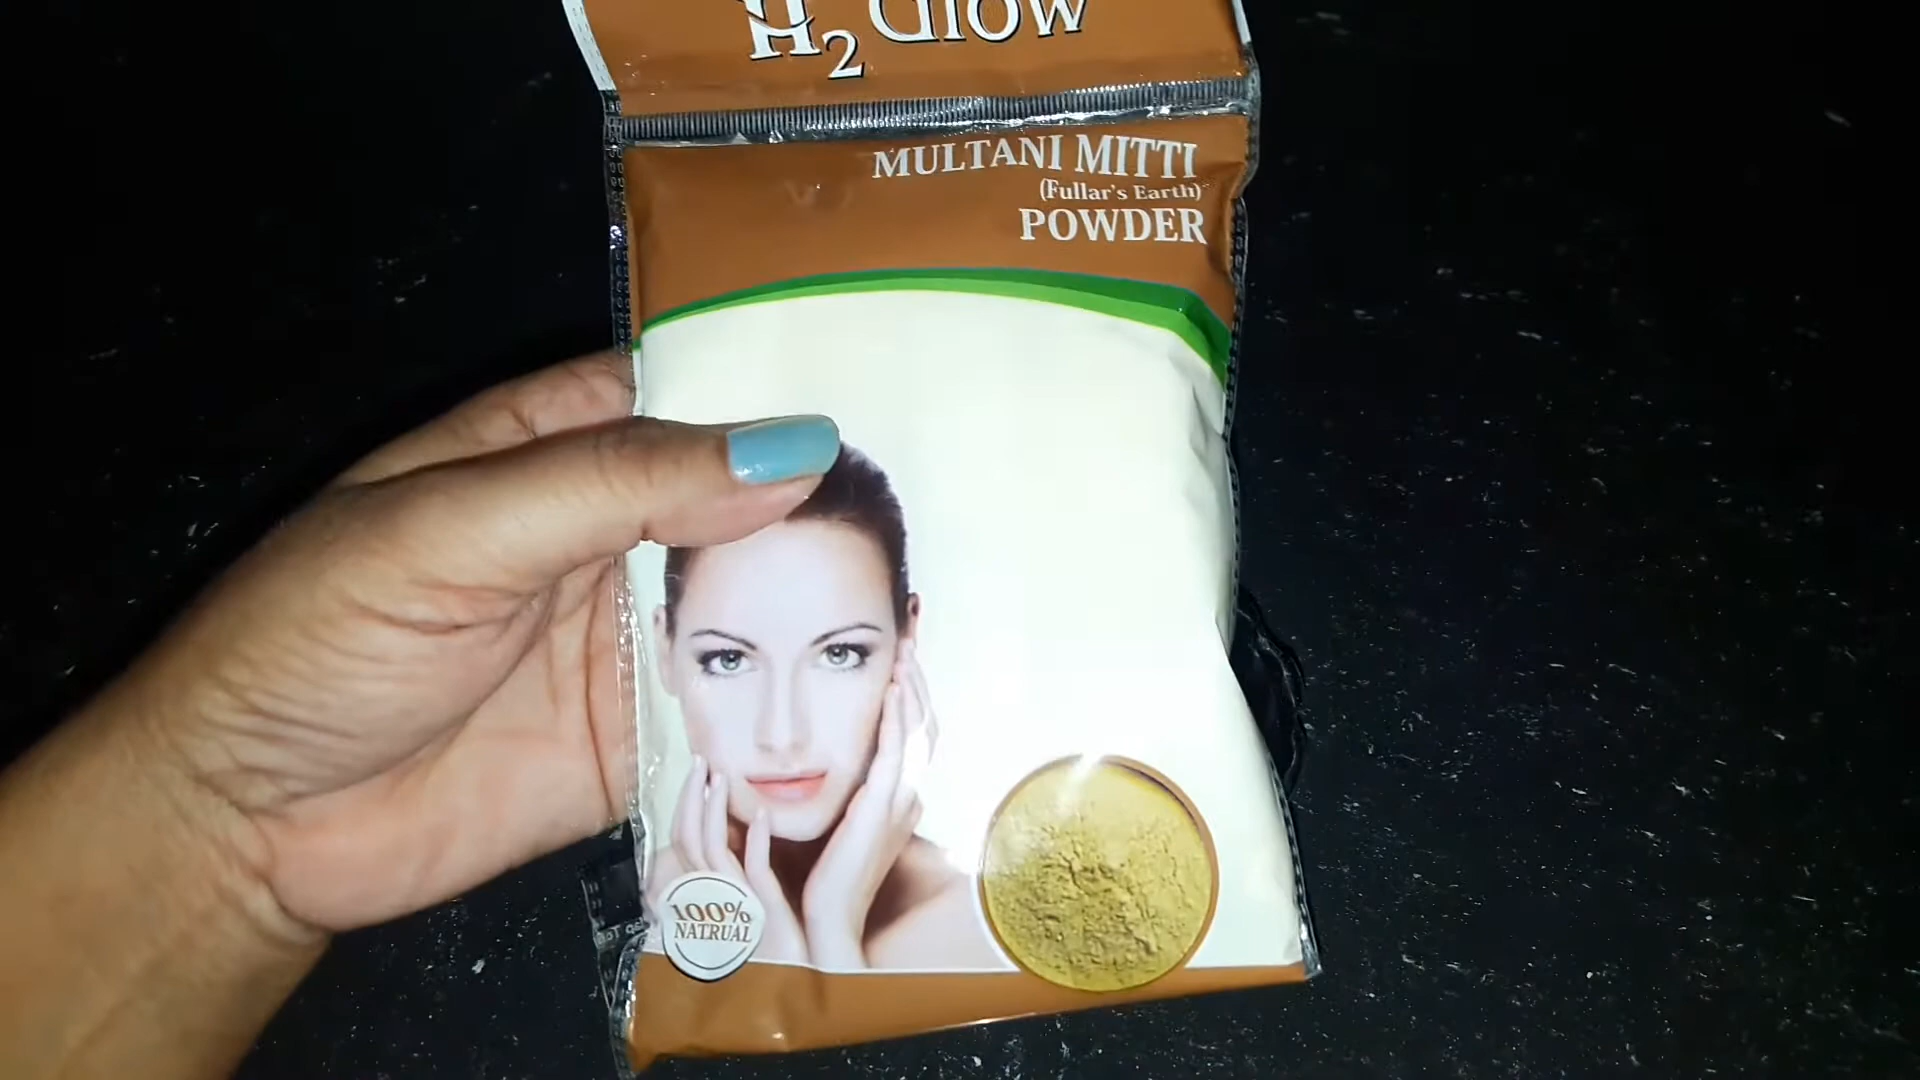 H2 Glow
MULTANI MITTI
(Fullar's Earth)
POWDER
100%
NATRUAL